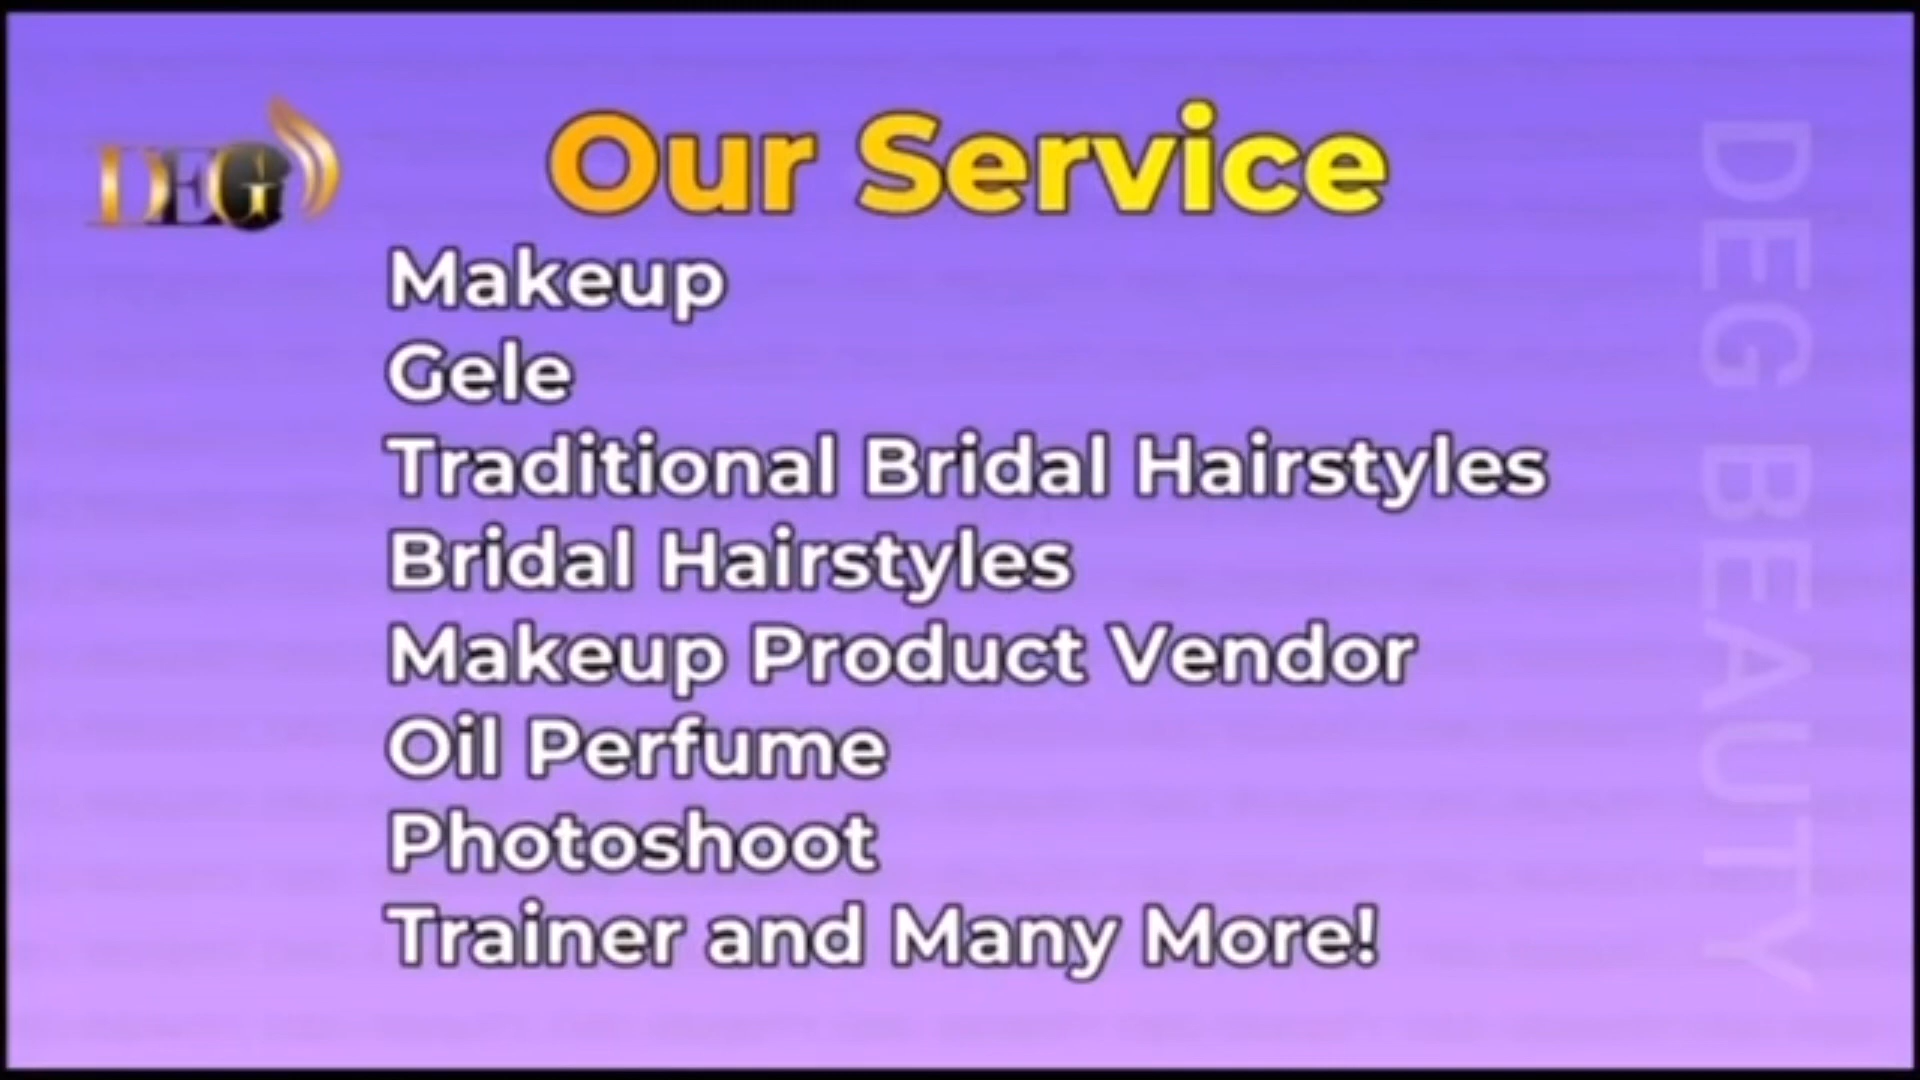 DEG
Our Service
Makeup
Gele
Traditional Bridal Hairstyles
Bridal Hairstyles
Makeup Product Vendor
Oil Perfume
Photoshoot
Trainer and Many More!
DEG BEAUTY